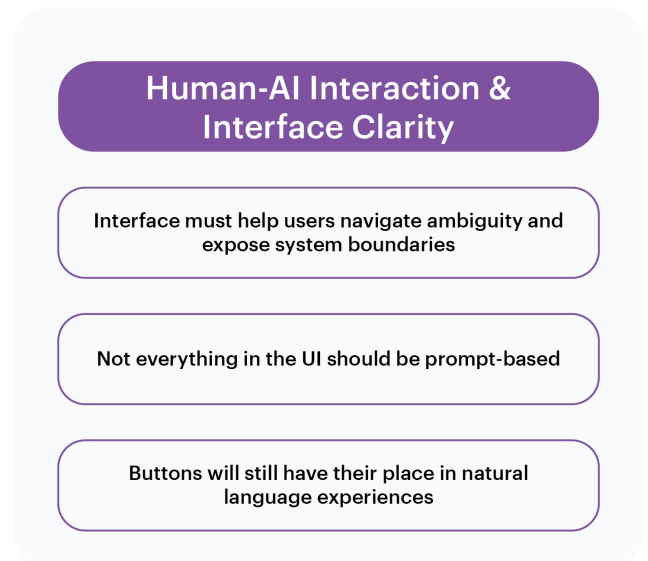 Human-AI Interaction &
Interface Clarity
Interface must help users navigate ambiguity and
expose system boundaries
Not everything in the UI should be prompt-based
Buttons will still have their place in natural
language experiences